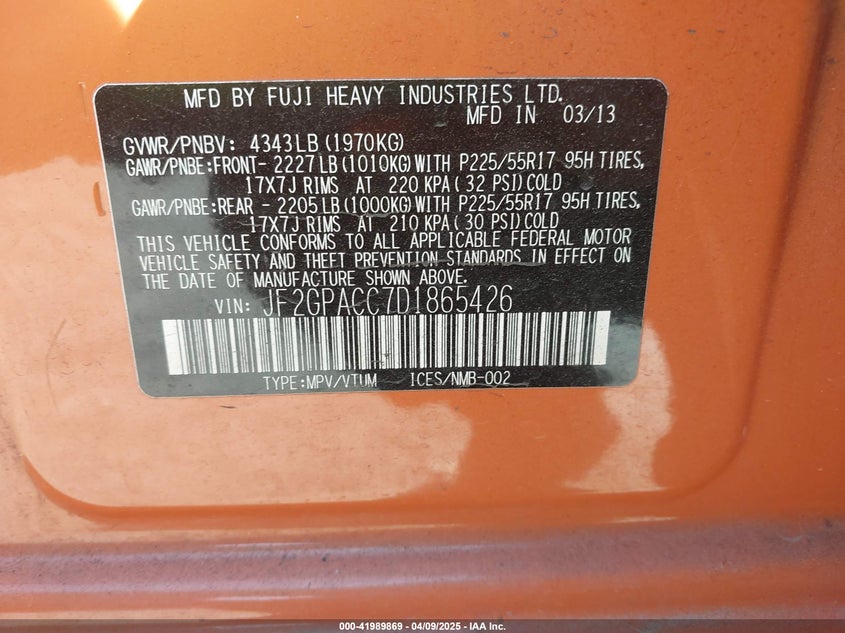 MFD BY FUJI HEAVY INDUSTRIES LTD.
MFD IN 03/13
GVWR/PNBV: 4343LB (1970KG)
GAWR/PNBE:FRONT- 2227LB (1010KG) WITH P225/55R17 95H TIRES,
17X7J RIMS AT 220 KPA ( 32 PSI) COLD
GAWR/PNBE:REAR - 2205LB (1000KG) WITH P225/55R17 95H TIRES,
17X7J RIMS AT 210 KPA ( 30 PSI) COLD
THIS VEHICLE CONFORMS TO ALL APPLICABLE FEDERAL MOTOR
VEHICLE SAFETY AND THEFT PREVENTION STANDARDS IN EFFECT ON
THE DATE OF MANUFACTURE SHOWN ABOVE.
VIN: JF2GPACC7D1865426
TYPE:MPV/VTUM ICES/NMB-002
000-41989869 - 04/09/2025 - IAA Inc.